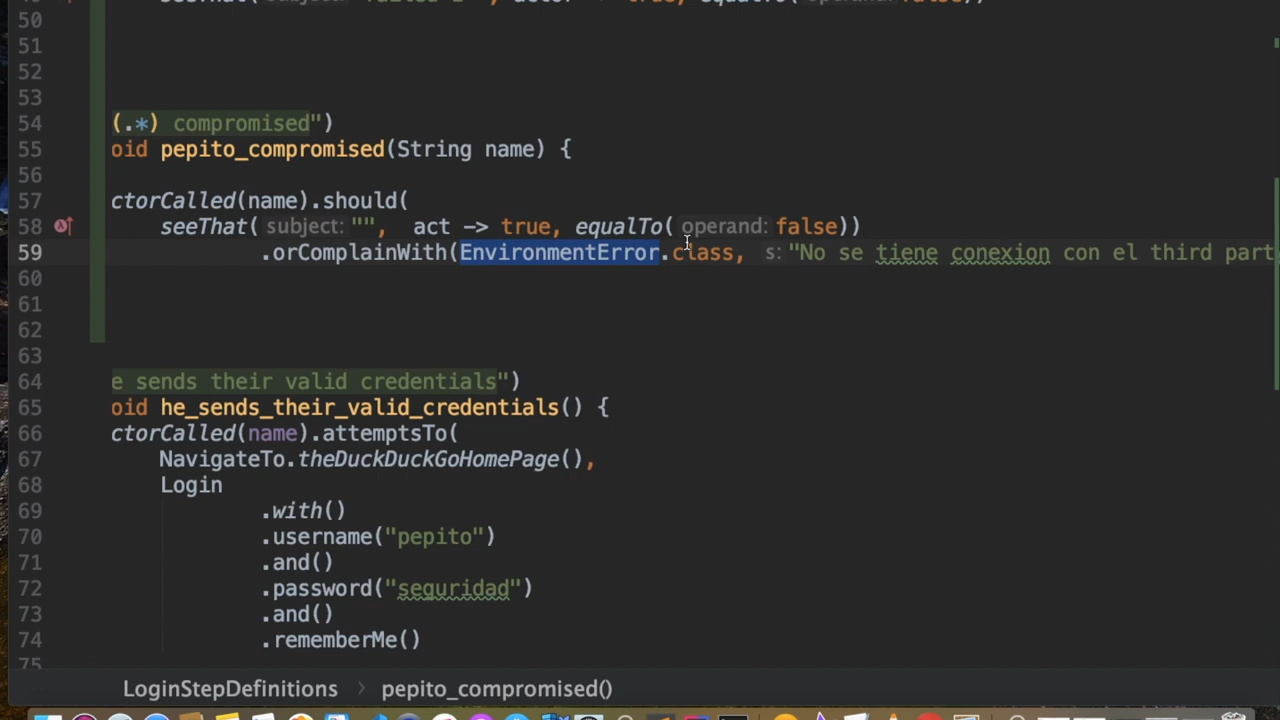 50
51
52
53
54 (.*) compromised")
55 oid pepito_compromised(String name) {
56
57 ctorCalled(name).should(
58 seeThat( subject: "", act -> true, equalTo( operand: false))
59 .orComplainWith(EnvironmentError.class, s: "No se tiene conexion con el third part
60
61
62
63
64 e sends their valid credentials")
65 oid he_sends_their_valid_credentials() {
66 ctorCalled(name).attemptsTo(
67 NavigateTo.theDuckDuckGoHomePage(),
68 Login
69 .with()
70 .username("pepito")
71 .and()
72 .password("seguridad")
73 .and()
74 .rememberMe()
75
LoginStepDefinitions > pepito_compromised()